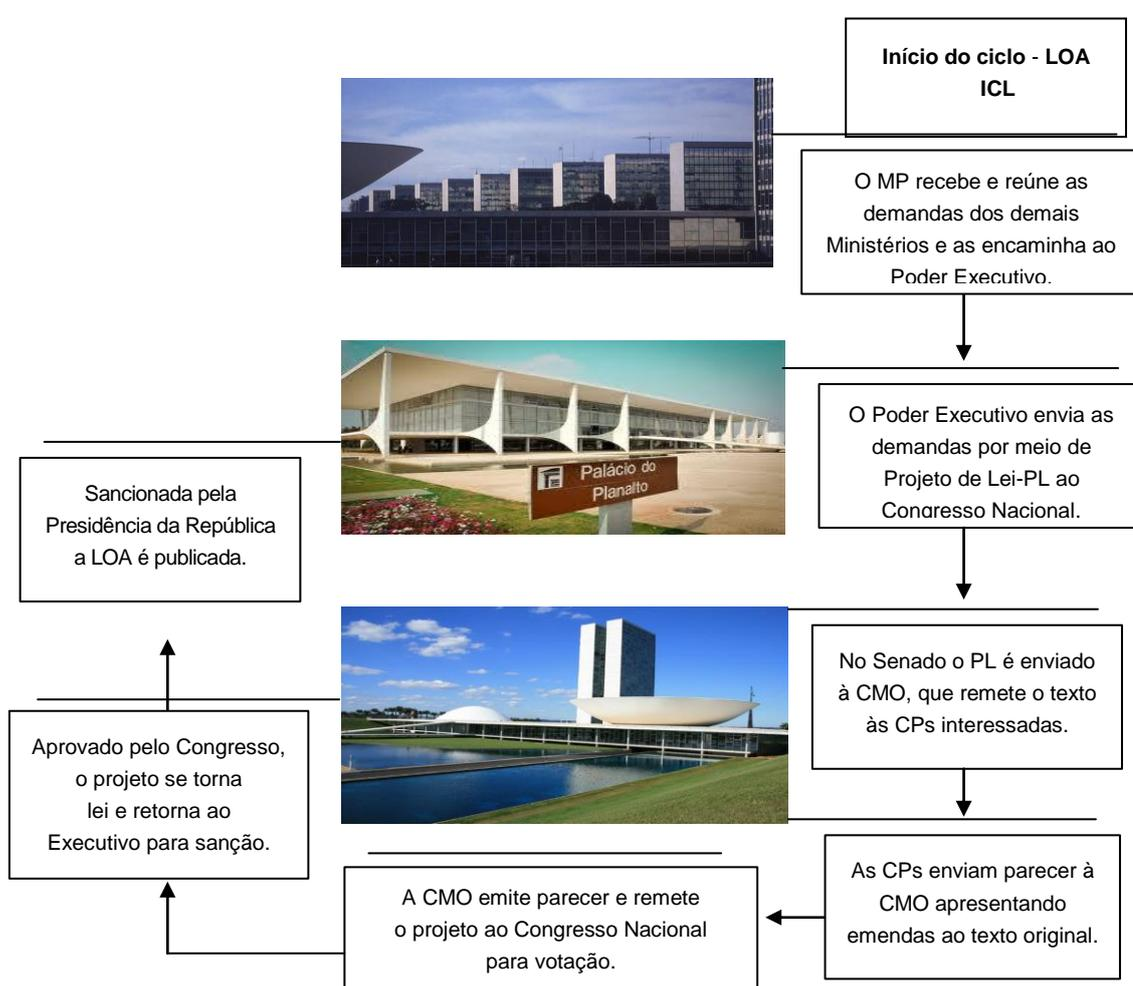 Início do ciclo - LOA
ICL
O MP recebe e reúne as
demandas dos demais
Ministérios e as encaminha ao
Poder Executivo.
O Poder Executivo envia as
demandas por meio de
Projeto de Lei-PL ao
Congresso Nacional.
Palácio do
Planalto
No Senado o PL é enviado
à CMO, que remete o texto
às CPs interessadas.
As CPs enviam parecer à
CMO apresentando
emendas ao texto original.
A CMO emite parecer e remete
o projeto ao Congresso Nacional
para votação.
Aprovado pelo Congresso,
o projeto se torna
lei e retorna ao
Executivo para sanção.
Sancionada pela
Presidência da República
a LOA é publicada.